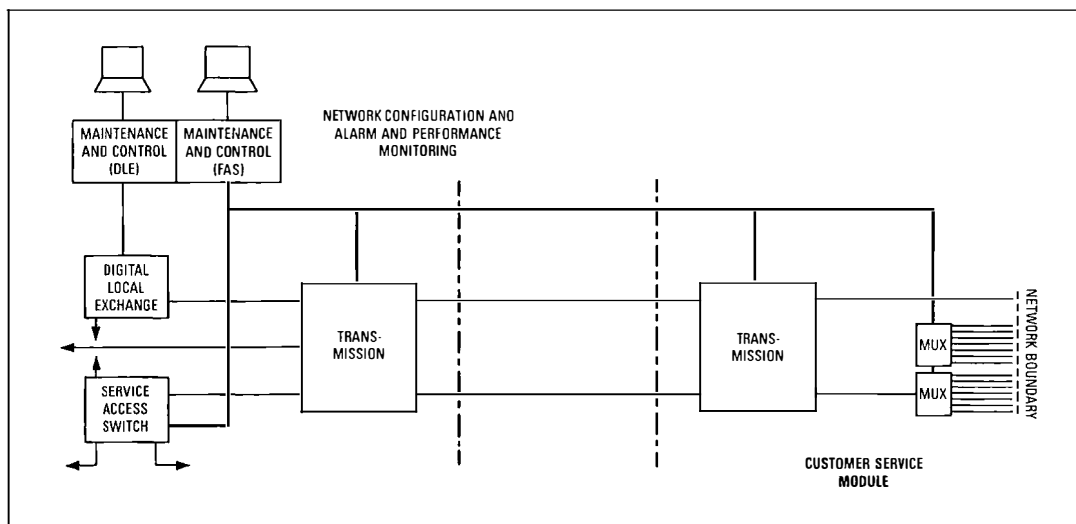 MAINTENANCE
AND CONTROL
(DLE)
MAINTENANCE
AND CONTROL
(FAS)
NETWORK CONFIGURATION AND
ALARM AND PERFORMANCE
MONITORING
DIGITAL
LOCAL
EXCHANGE
TRANS-
MISSION
TRANS-
MISSION
MUX
MUX
NETWORK BOUNDARY
SERVICE
ACCESS
SWITCH
CUSTOMER SERVICE
MODULE